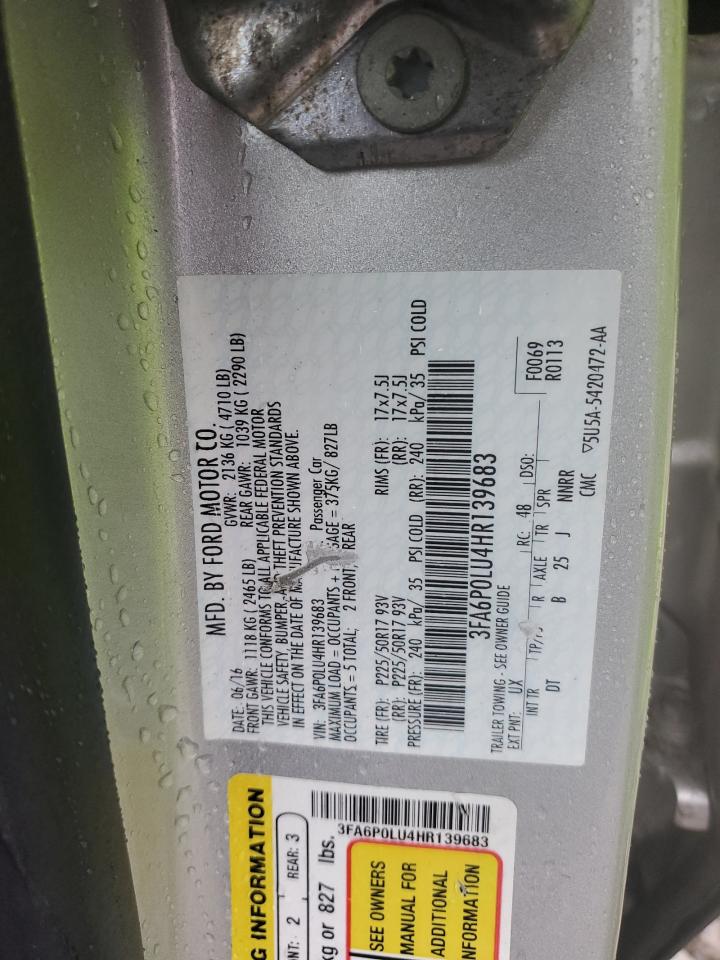 MFD. BY FORD MOTOR CO.
DATE: 06/16 GVWR: 2136 KG ( 4710 LB)
FRONT GAWR: 1118 KG ( 2465 LB) REAR GAWR: 1039 KG ( 2290 LB)
THIS VEHICLE CONFORMS TO ALL APPLICABLE FEDERAL MOTOR
VEHICLE SAFETY, BUMPER, AND THEFT PREVENTION STANDARDS
IN EFFECT ON THE DATE OF MANUFACTURE SHOWN ABOVE.
VIN: 3FA6P0LU4HR139683 Passenger Car
MAXIMUM LOAD = OCCUPANTS + = 375KG/ 827LB
OCCUPANTS = 5 TOTAL: 2 FRONT, REAR
TIRE (FR): P225/50R17 93V RIMS (FR): 17x7.5J
(RR): P225/50R17 93V (RR): 17x7.5J
PRESSURE (FR): 240 kPa/ 35 PSI COLD (RR): 240 kPa/ 35 PSI COLD
3FA6P0LU4HR139683
TRAILER TOWING - SEE OWNER GUIDE
EXT PNT: UX RC: 48 DSO: F0069
R0113
INT TR TP/PS R AXLE TR SPR
DT B 25 J NNRR
CMC ▽5U5A-5420472-AA
G INFORMATION
NT: 2 REAR: 3
kg or 827 lbs.
3FA6P0LU4HR139683
SEE OWNERS
MANUAL FOR
ADDITIONAL
INFORMATION